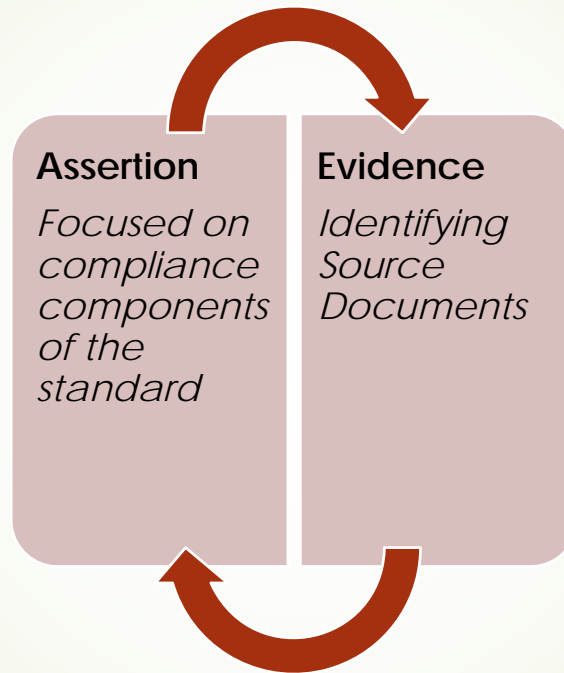 Assertion
Focused on
compliance
components
of the
standard
Evidence
Identifying
Source
Documents